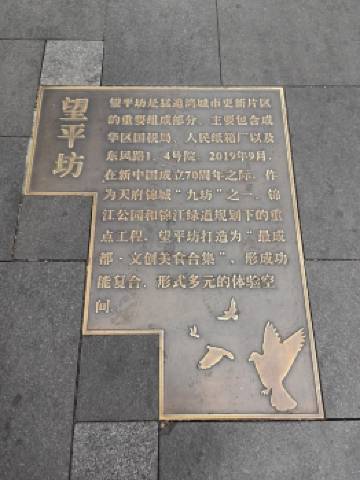 望平坊
望平坊是猛追湾城市更新片区
的重要组成部分，主要包含成
华区国税局、人民纸箱厂以及
东风路1、4号院。2019年9月，
在新中国成立70周年之际，作
为天府锦城“九坊”之一，锦
江公园和锦江绿道规划下的重
点工程，望平坊打造为“最成
都·文创美食合集”，形成功
能复合，形式多元的体验空
间。